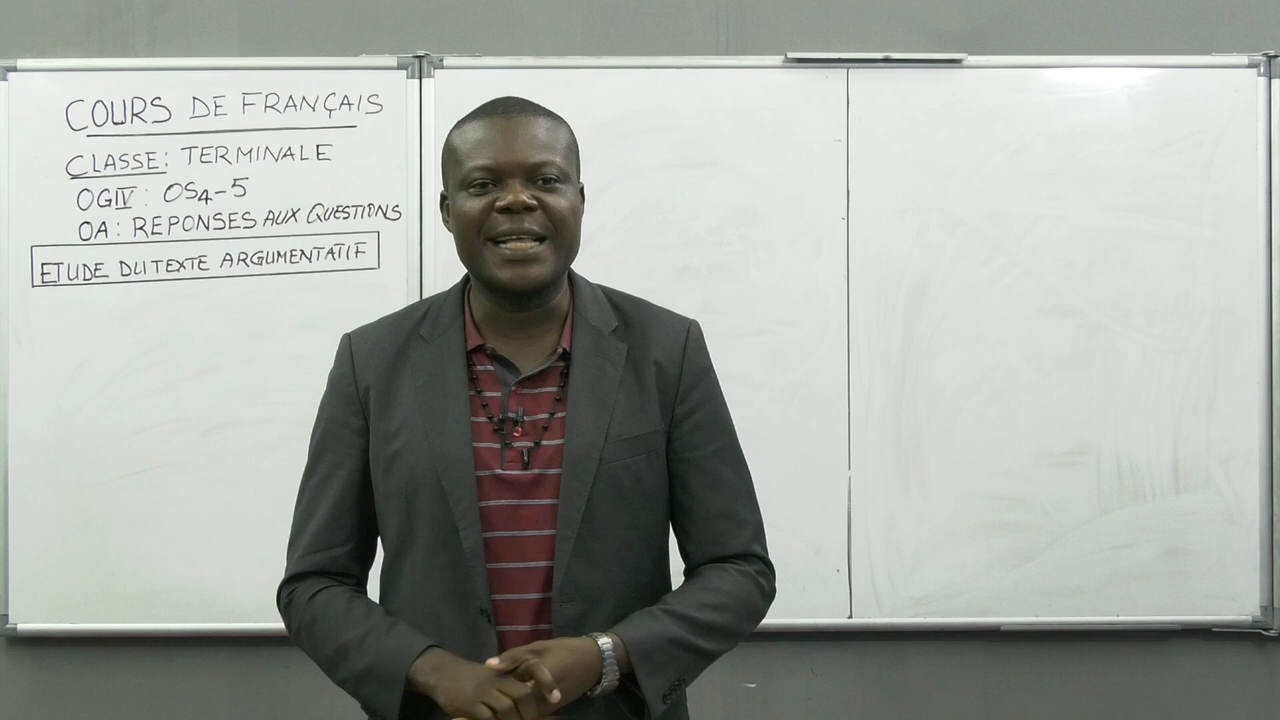 COURS DE FRANÇAIS
CLASSE: TERMINALE
OGIV : OS4-5
OA : REPONSES AUX QUESTIONS
ETUDE DU TEXTE ARGUMENTATIF